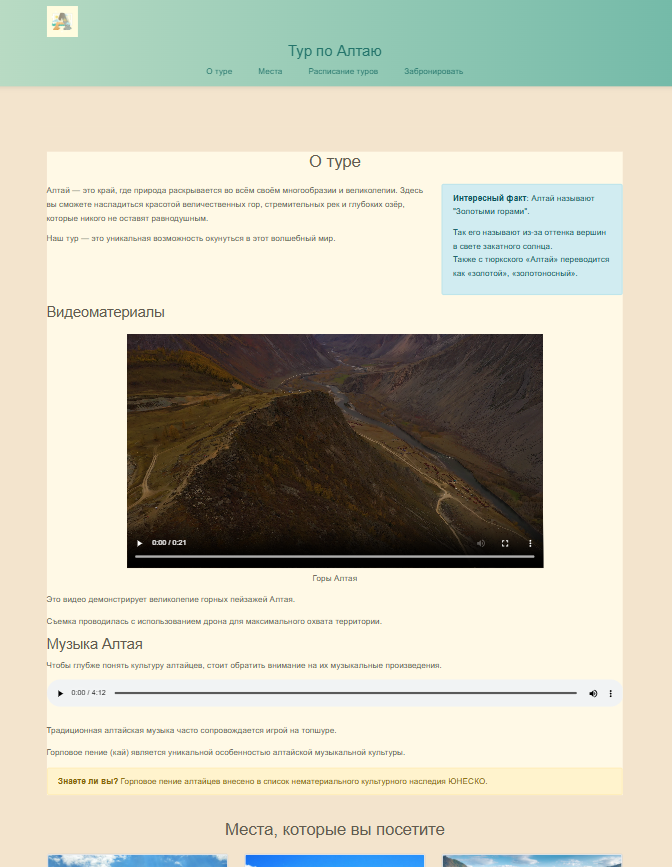 Тур по Алтаю
О туре
Места
Расписание туров
Забронировать
О туре
Алтай — это край, где природа раскрывается во всём своём многообразии и великолепии. Здесь
вы сможете насладиться красотой величественных гор, стремительных рек и глубоких озёр,
которые никого не оставят равнодушным.
Наш тур — это уникальная возможность окунуться в этот волшебный мир.
Интересный факт: Алтай называют
"Золотыми горами".
Так его называют из-за оттенка вершин
в свете закатного солнца.
Также с тюркского «Алтай» переводится
как «золотой», «золотоносный».
Видеоматериалы
0:00 / 0:21
Горы Алтая
Это видео демонстрирует великолепие горных пейзажей Алтая.
Съемка проводилась с использованием дрона для максимального охвата территории.
Музыка Алтая
Чтобы глубже понять культуру алтайцев, стоит обратить внимание на их музыкальные произведения.
0:00 / 4:12
Традиционная алтайская музыка часто сопровождается игрой на топшуре.
Горловое пение (кай) является уникальной особенностью алтайской музыкальной культуры.
Знаете ли вы? Горловое пение алтайцев внесено в список нематериального культурного наследия ЮНЕСКО.
Места, которые вы посетите